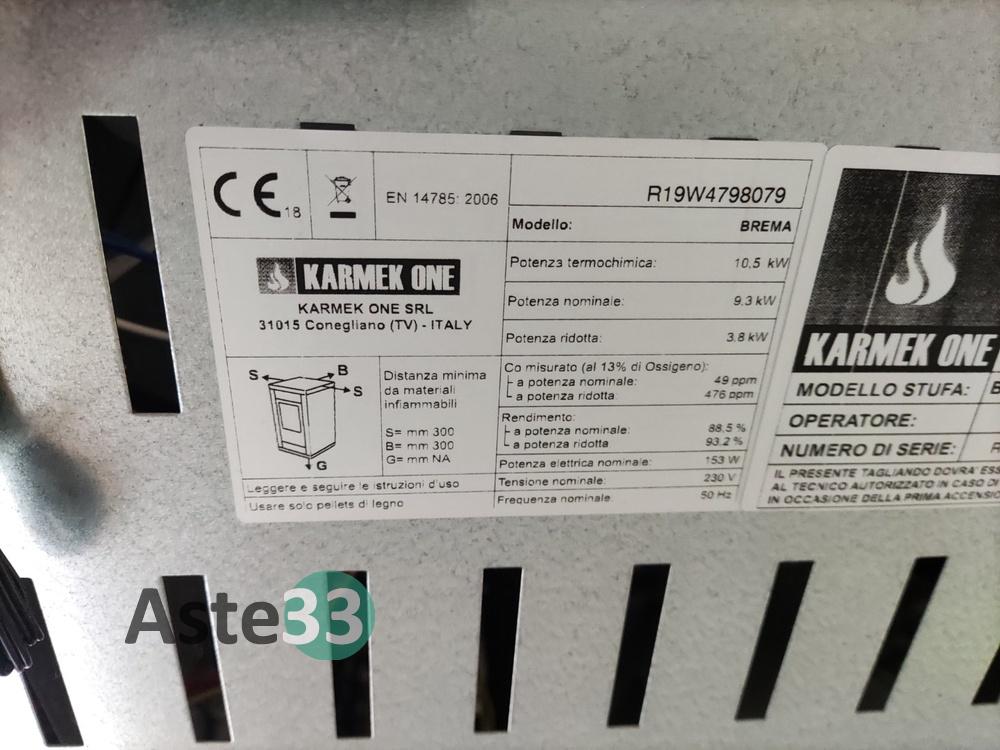 CE 18
EN 14785: 2006
R19W4798079
Modello: BREMA
KARMEK ONE
KARMEK ONE SRL
31015 Conegliano (TV) - ITALY
Potenza termochimica: 10,5 kW
Potenza nominale: 9.3 kW
Potenza ridotta: 3.8 kW
S B S G
Distanza minima
da materiali
infiammabili
S= mm 300
B= mm 300
G= mm NA
Co misurato (al 13% di Ossigeno):
a potenza nominale: 49 ppm
a potenza ridotta: 476 ppm
Rendimento:
a potenza nominale: 88.5 %
a potenza ridotta 93.2 %
Potenza elettrica nominale: 153 W
Tensione nominale: 230 V
Frequenza nominale: 50 Hz
Leggere e seguire le istruzioni d'uso
Usare solo pellets di legno
KARMEK ONE
MODELLO STUFA:
OPERATORE:
NUMERO DI SERIE:
IL PRESENTE TAGLIANDO DOVRA' ESS
AL TECNICO AUTORIZZATO IN CASO DI
IN OCCASIONE DELLA PRIMA ACCENSIO
Aste33